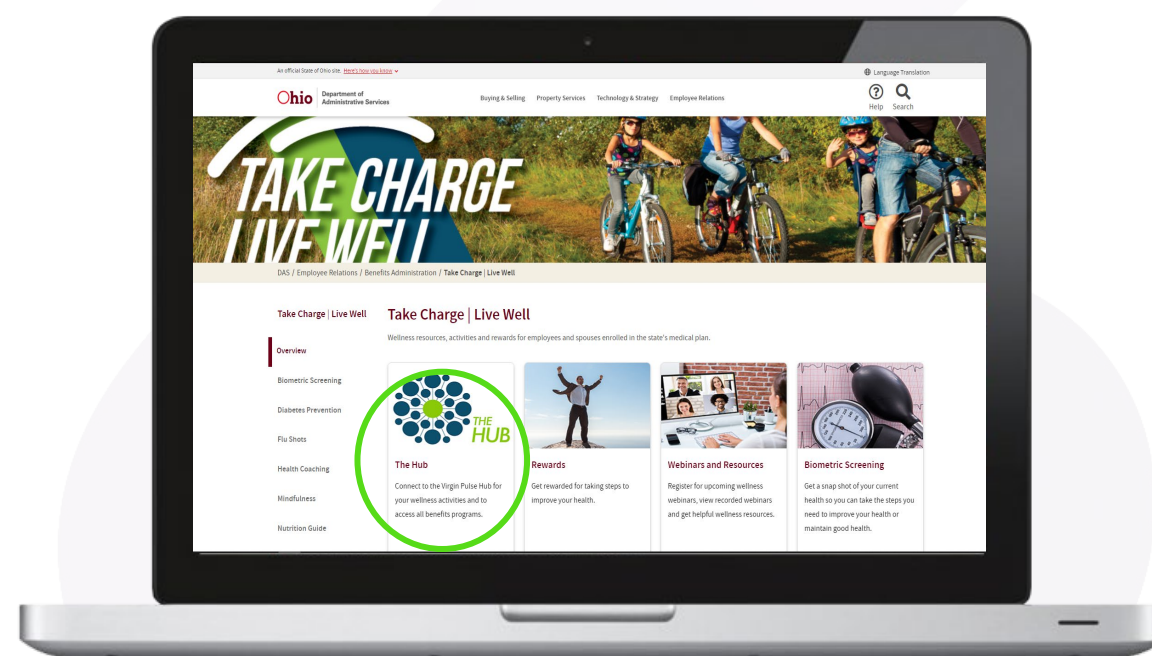 An official State of Ohio site. Here's how you know
Language Translation
Ohio
Department of
Administrative Services
Buying & Selling
Property Services
Technology & Strategy
Employee Relations
Help
Search
TAKE CHARGE
LIVE WELL
DAS / Employee Relations / Benefits Administration / Take Charge | Live Well
Take Charge | Live Well
Overview
Biometric Screening
Diabetes Prevention
Flu Shots
Health Coaching
Mindfulness
Nutrition Guide
Take Charge | Live Well
Wellness resources, activities and rewards for employees and spouses enrolled in the state's medical plan.
THE
HUB
The Hub
Connect to the Virgin Pulse Hub for
your wellness activities and to
access all benefits programs.
Rewards
Get rewarded for taking steps to
improve your health.
Webinars and Resources
Register for upcoming wellness
webinars, view recorded webinars
and get helpful wellness resources.
Biometric Screening
Get a snap shot of your current
health so you can take the steps you
need to improve your health or
maintain good health.